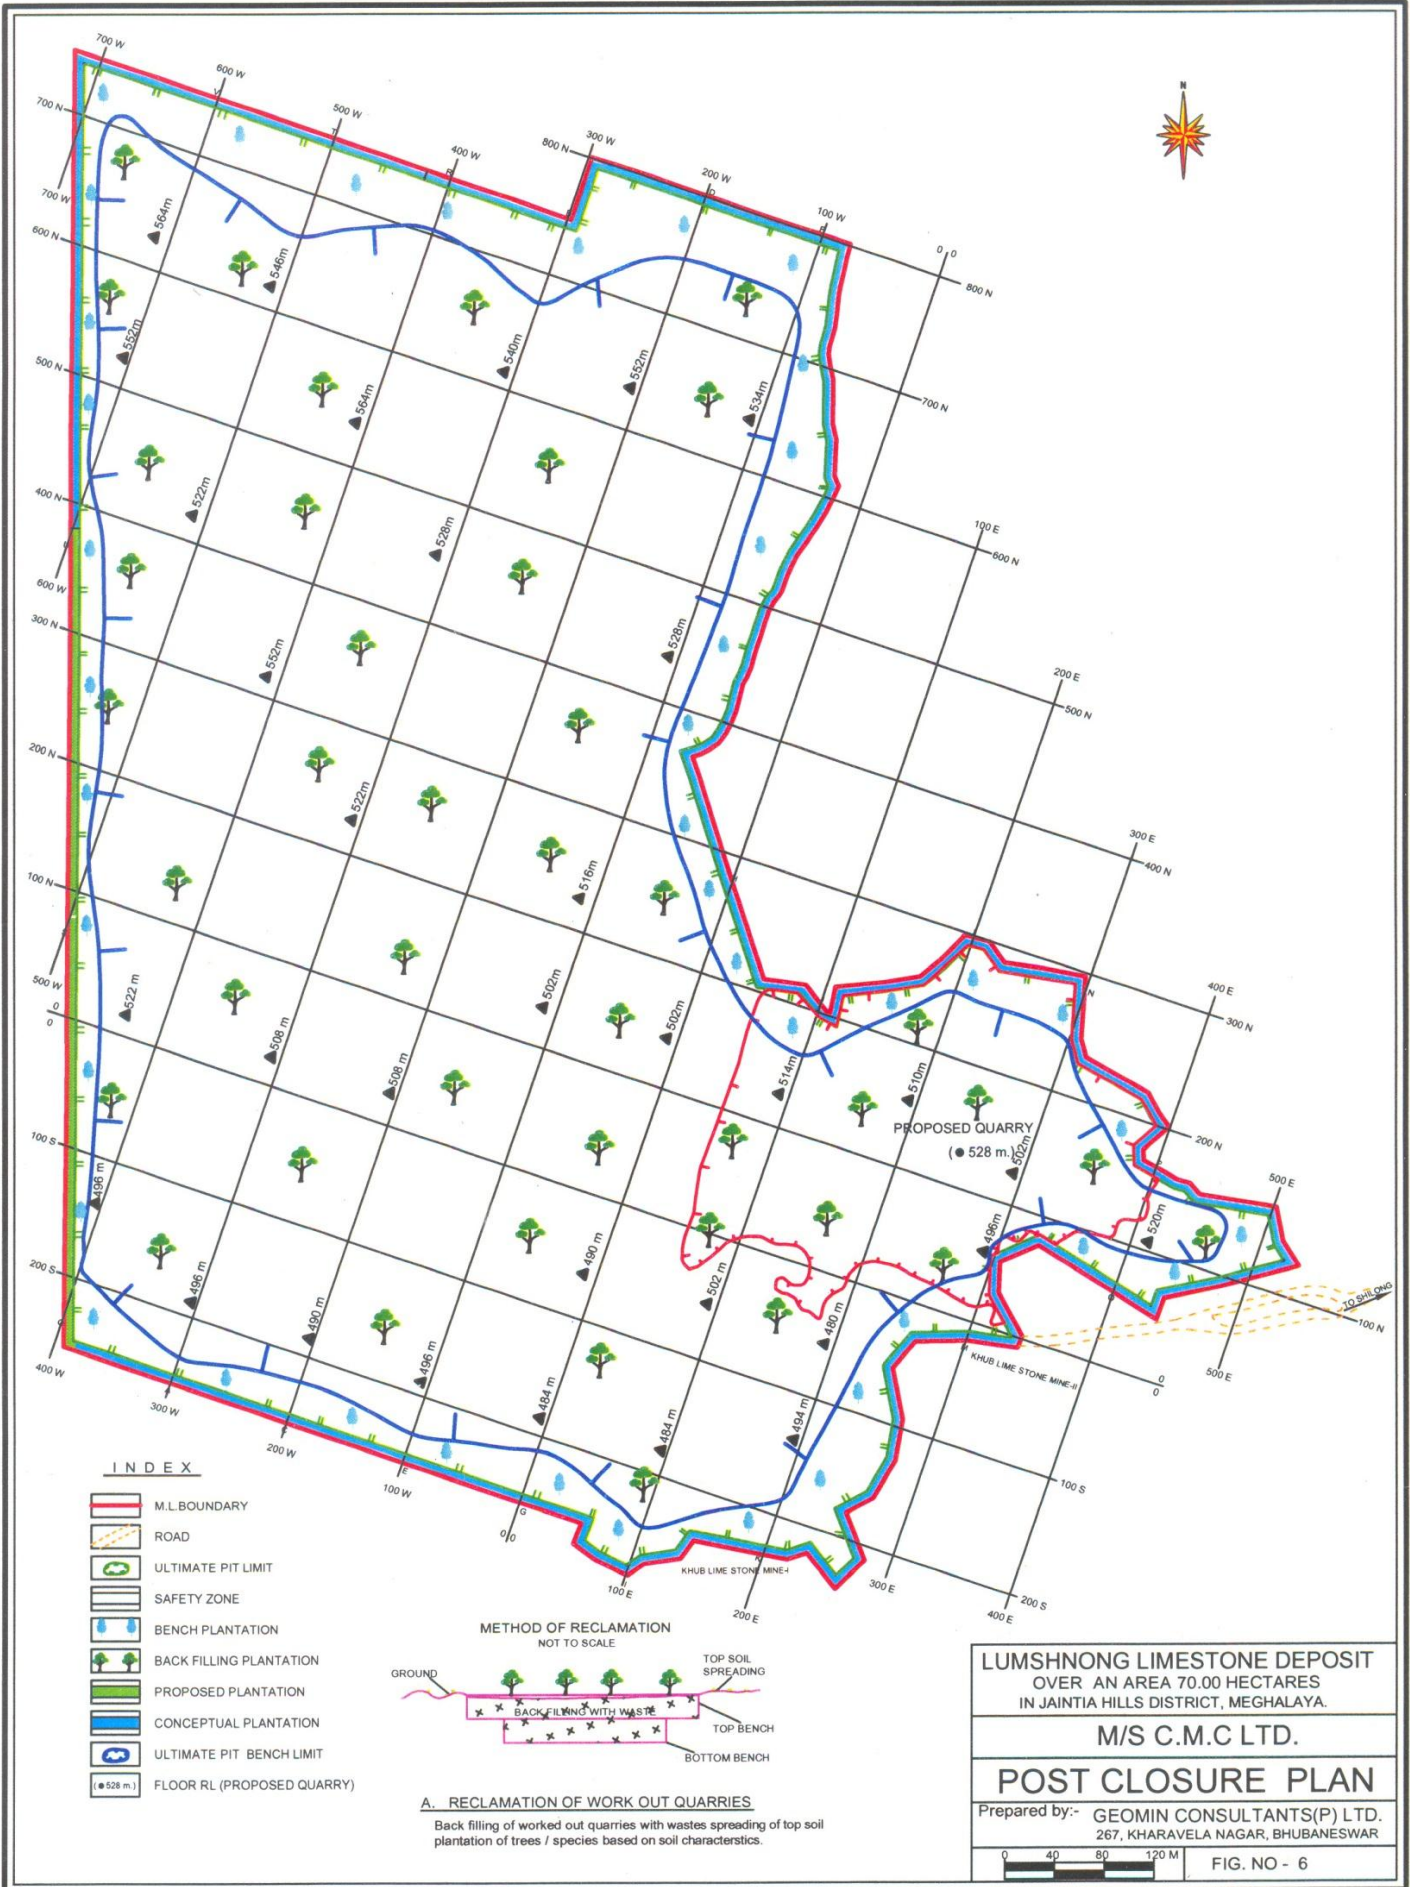 700 W
600 W
500 W
400 W
300 W
200 W
100 W
0 0
N
800 N
700 N
700 W
600 N
500 N
400 N
600 W
300 N
200 N
100 N
500 W
0
0
100 S
200 S
400 W
300 W
200 W
100 W
0/0
100 E
200 E
300 E
400 E
800 N
700 N
100 E
600 N
200 E
500 N
300 E
400 N
400 E
300 N
200 N
500 E
TO SHILONG
100 N
500 E
0
0
100 S
200 S
564m
546m
552m
564m
540m
552m
534m
522m
528m
552m
528m
522m
516m
522 m
508 m
508 m
502m
502m
514m
510m
PROPOSED QUARRY
(● 528 m.)
502m
496m
520m
496 m
496 m
490 m
496 m
490 m
502 m
480 m
484 m
484 m
494 m
KHUB LIME STONE MINE-II
KHUB LIME STONE MINE-I
INDEX
M.L.BOUNDARY
ROAD
ULTIMATE PIT LIMIT
SAFETY ZONE
BENCH PLANTATION
BACK FILLING PLANTATION
PROPOSED PLANTATION
CONCEPTUAL PLANTATION
ULTIMATE PIT BENCH LIMIT
(● 528 m.) FLOOR RL (PROPOSED QUARRY)
METHOD OF RECLAMATION
NOT TO SCALE
GROUND
TOP SOIL
SPREADING
BACK FILLING WITH WASTE
TOP BENCH
BOTTOM BENCH
A. RECLAMATION OF WORK OUT QUARRIES
Back filling of worked out quarries with wastes spreading of top soil
plantation of trees / species based on soil characterstics.
LUMSHNONG LIMESTONE DEPOSIT
OVER AN AREA 70.00 HECTARES
IN JAINTIA HILLS DISTRICT, MEGHALAYA.
M/S C.M.C LTD.
POST CLOSURE PLAN
Prepared by:- GEOMIN CONSULTANTS(P) LTD.
267, KHARAVELA NAGAR, BHUBANESWAR
0 40 80 120 M
FIG. NO - 6